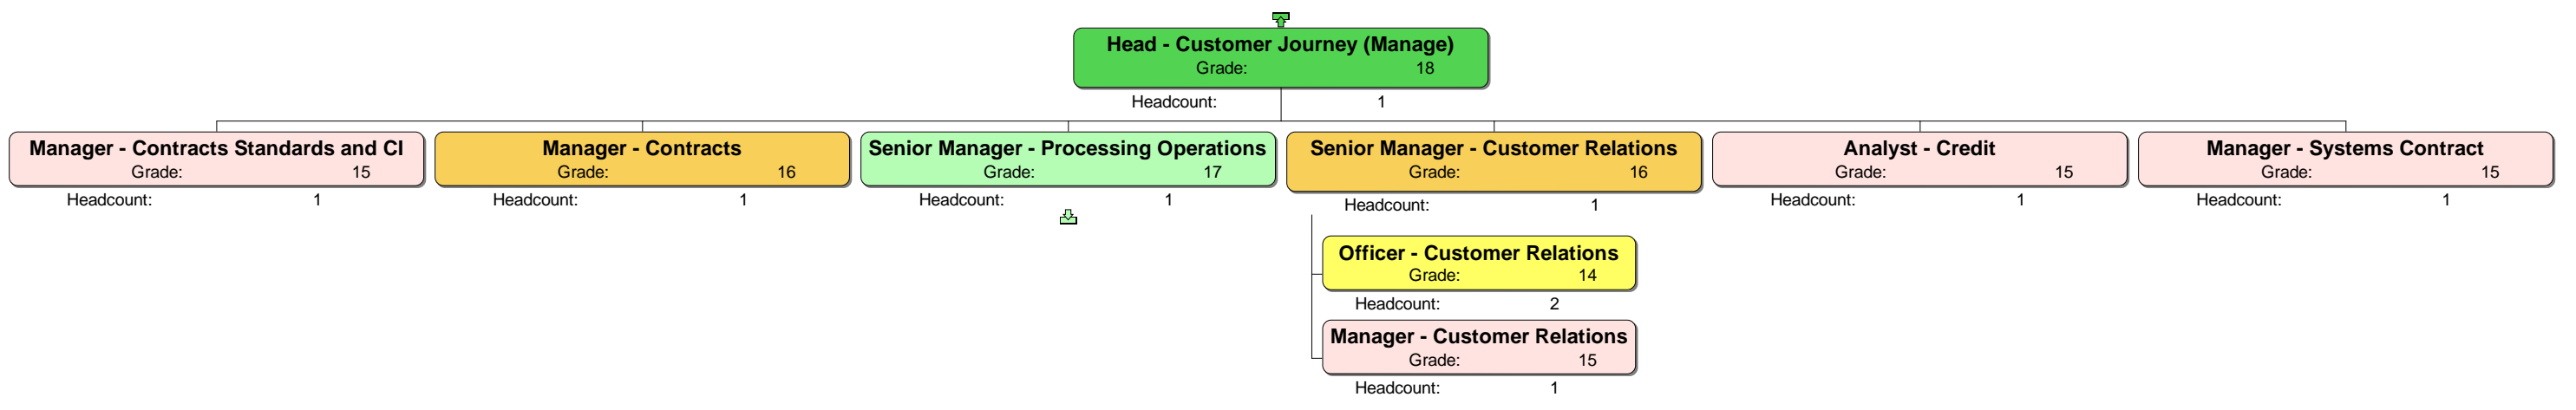 Head - Customer Journey (Manage)
Grade: 18
Headcount: 1
Manager - Contracts Standards and CI
Grade: 15
Headcount: 1
Manager - Contracts
Grade: 16
Headcount: 1
Senior Manager - Processing Operations
Grade: 17
Headcount: 1
Senior Manager - Customer Relations
Grade: 16
Headcount: 1
Officer - Customer Relations
Grade: 14
Headcount: 2
Manager - Customer Relations
Grade: 15
Headcount: 1
Analyst - Credit
Grade: 15
Headcount: 1
Manager - Systems Contract
Grade: 15
Headcount: 1